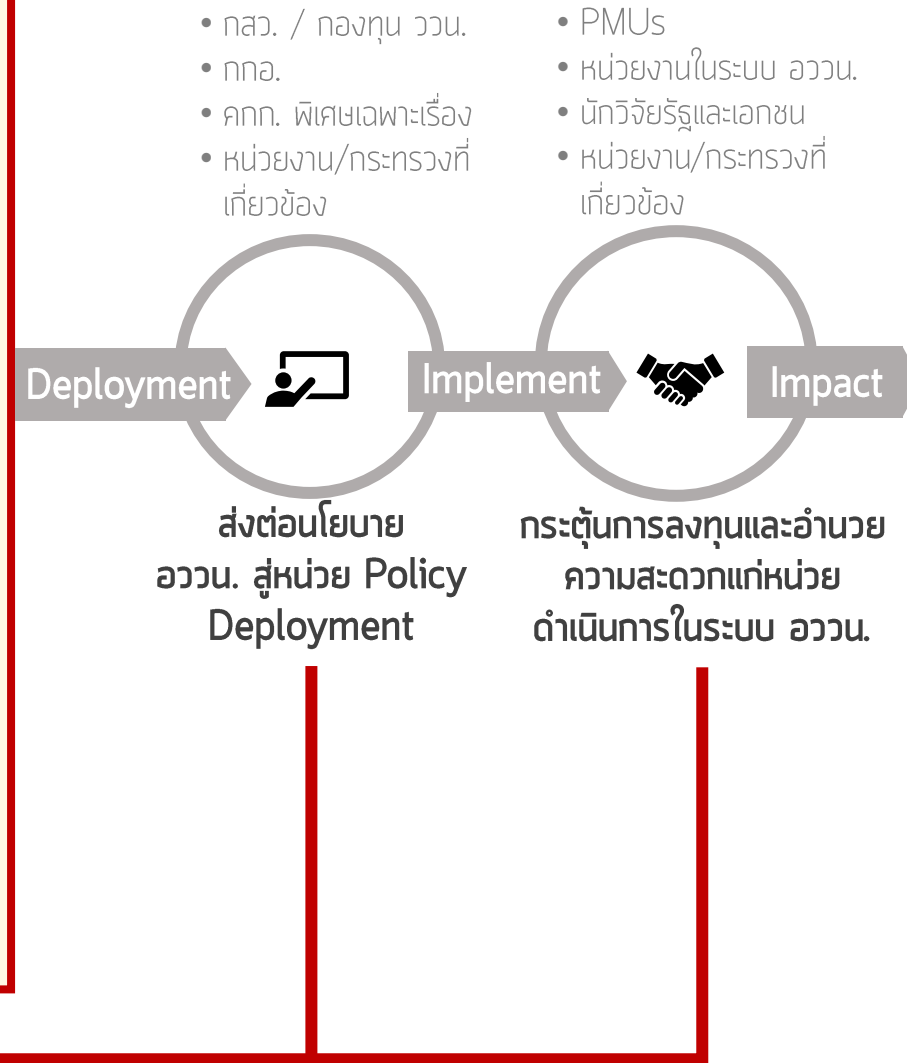 • กสว. / กองทุน ววน.
• กกอ.
• คกก. พิเศษเฉพาะเรื่อง
• หน่วยงาน/กระทรวงที่
เกี่ยวข้อง
• PMUs
• หน่วยงานในระบบ อววน.
• นักวิจัยรัฐและเอกชน
• หน่วยงาน/กระทรวงที่
เกี่ยวข้อง
Deployment
Implement
Impact
ส่งต่อนโยบาย
อววน. สู่หน่วย Policy
Deployment
กระตุ้นการลงทุนและอำนวย
ความสะดวกแก่หน่วย
ดำเนินการในระบบ อววน.